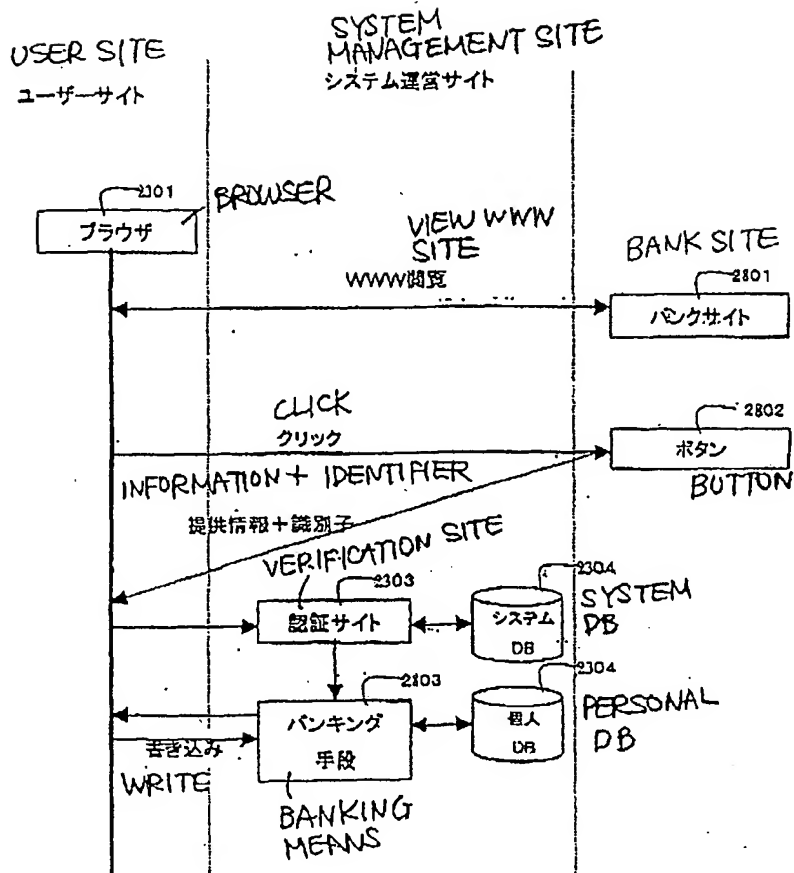 USER SITE
ユーザーサイト
SYSTEM
MANAGEMENT SITE
システム運営サイト
2301
BROWSER
ブラウザ
VIEW WWW
SITE
WWW閲覧
BANK SITE
2801
バンクサイト
CLICK
クリック
2802
ボタン
BUTTON
INFORMATION + IDENTIFIER
提供情報+識別子
VERIFICATION SITE
2303
認証サイト
2304
システム
DB
SYSTEM
DB
2803
バンキング
手段
2304
個人
DB
PERSONAL
DB
書き込み
WRITE
BANKING
MEANS